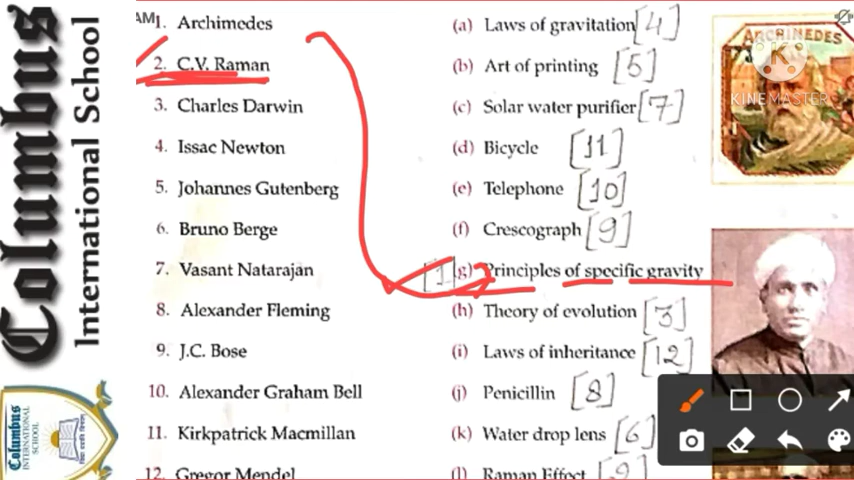 AM
1. Archimedes (a) Laws of gravitation [4]
2. C.V. Raman (b) Art of printing [5]
3. Charles Darwin (c) Solar water purifier [7]
4. Issac Newton (d) Bicycle [11]
5. Johannes Gutenberg (e) Telephone [10]
6. Bruno Berge (f) Crescograph [9]
7. Vasant Natarajan [1] (g) Principles of specific gravity
8. Alexander Fleming (h) Theory of evolution [3]
9. J.C. Bose (i) Laws of inheritance [12]
10. Alexander Graham Bell (j) Penicillin [8]
11. Kirkpatrick Macmillan (k) Water drop lens [6]
12. Gregor Mendel (l) Raman Effect
Columbus
International School
Columbus
INTERNATIONAL
SCHOOL
ARCHINEDES
KINEMASTER